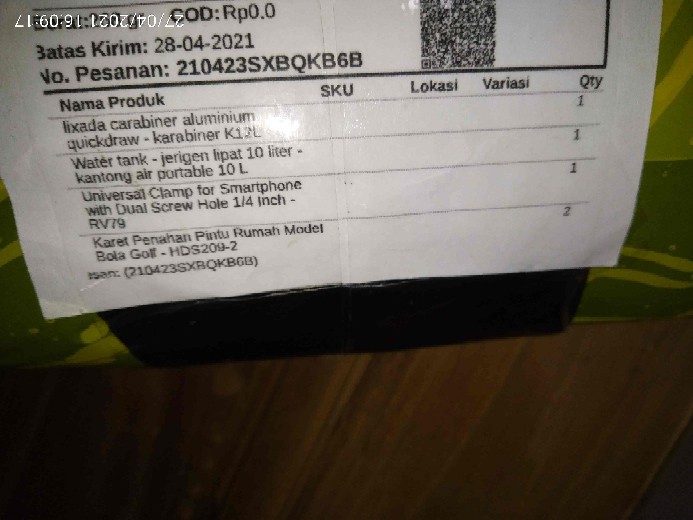 27/04/2021 16:09:17
COD: Rp0.0
Batas Kirim: 28-04-2021
No. Pesanan: 210423SXBQKB6B
Nama Produk SKU Lokasi Variasi Qty
lixada carabiner aluminium 1
quickdraw - karabiner K12L
Water tank - jerigen lipat 10 liter - 1
kantong air portable 10 L
Universal Clamp for Smartphone 1
with Dual Screw Hole 1/4 Inch -
RV79
Karet Penahan Pintu Rumah Model 2
Bola Golf - HDS209-2
esan: (210423SXBQKB6B)